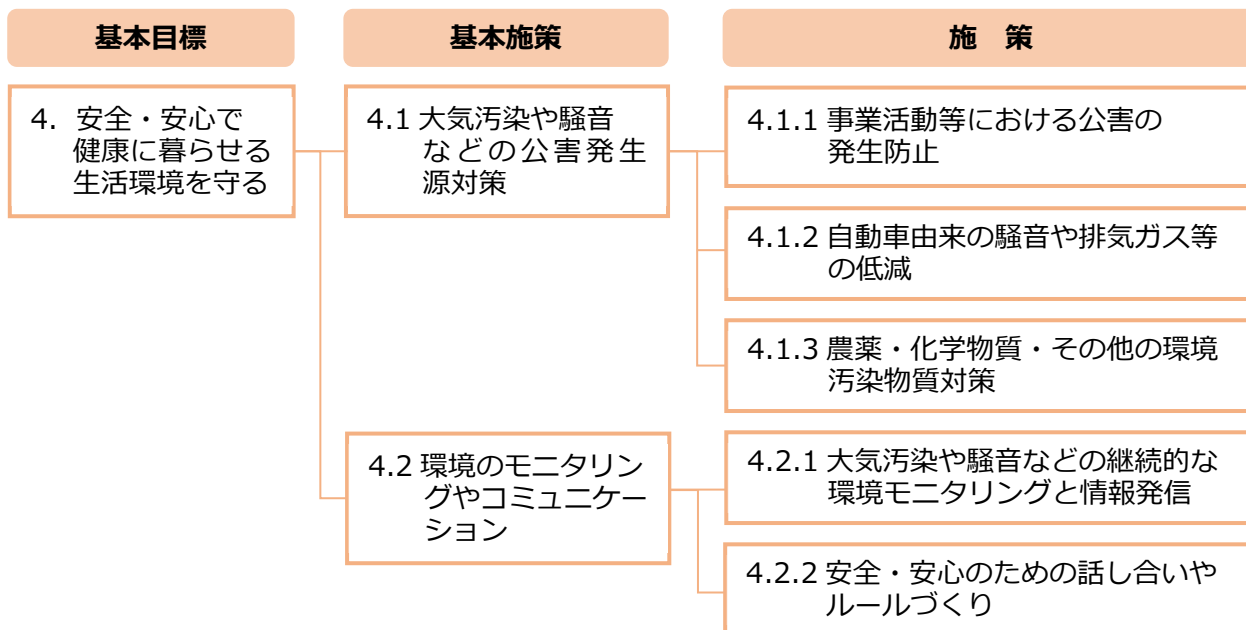 基本目標
基本施策
施　策
4. 安全・安心で
健康に暮らせる
生活環境を守る
4.1 大気汚染や騒音
などの公害発生
源対策
4.1.1 事業活動等における公害の
発生防止
4.1.2 自動車由来の騒音や排気ガス等
の低減
4.1.3 農薬・化学物質・その他の環境
汚染物質対策
4.2 環境のモニタリン
グやコミュニケー
ション
4.2.1 大気汚染や騒音などの継続的な
環境モニタリングと情報発信
4.2.2 安全・安心のための話し合いや
ルールづくり